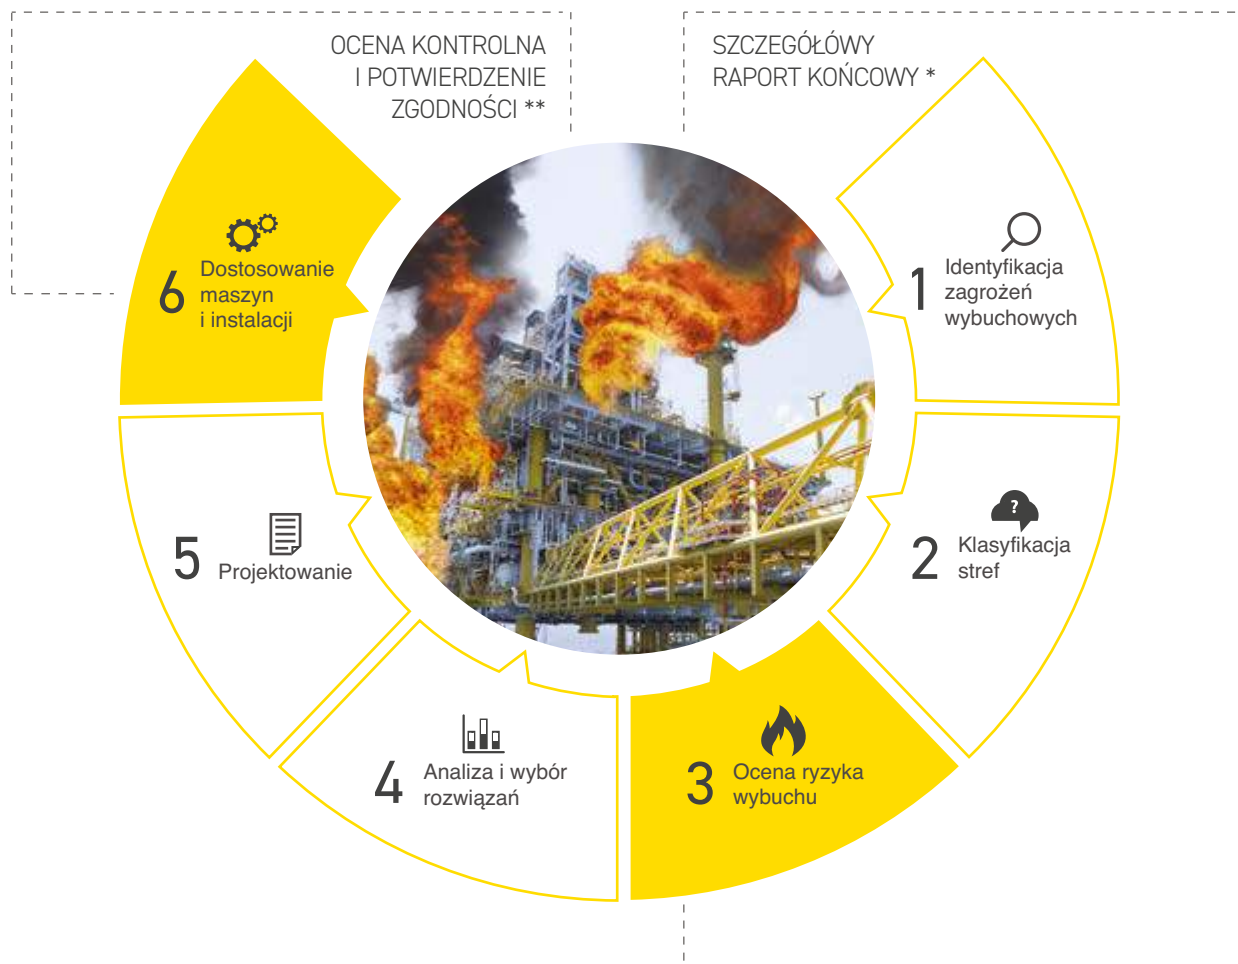 OCENA KONTROLNA
I POTWIERDZENIE
ZGODNOŚCI **
SZCZEGÓŁÓWY
RAPORT KOŃCOWY *
1
Identyfikacja
zagrożeń
wybuchowych
?
2
Klasyfikacja
stref
3
Ocena ryzyka
wybuchu
4
Analiza i wybór
rozwiązań
5
Projektowanie
6
Dostosowanie
maszyn
i instalacji